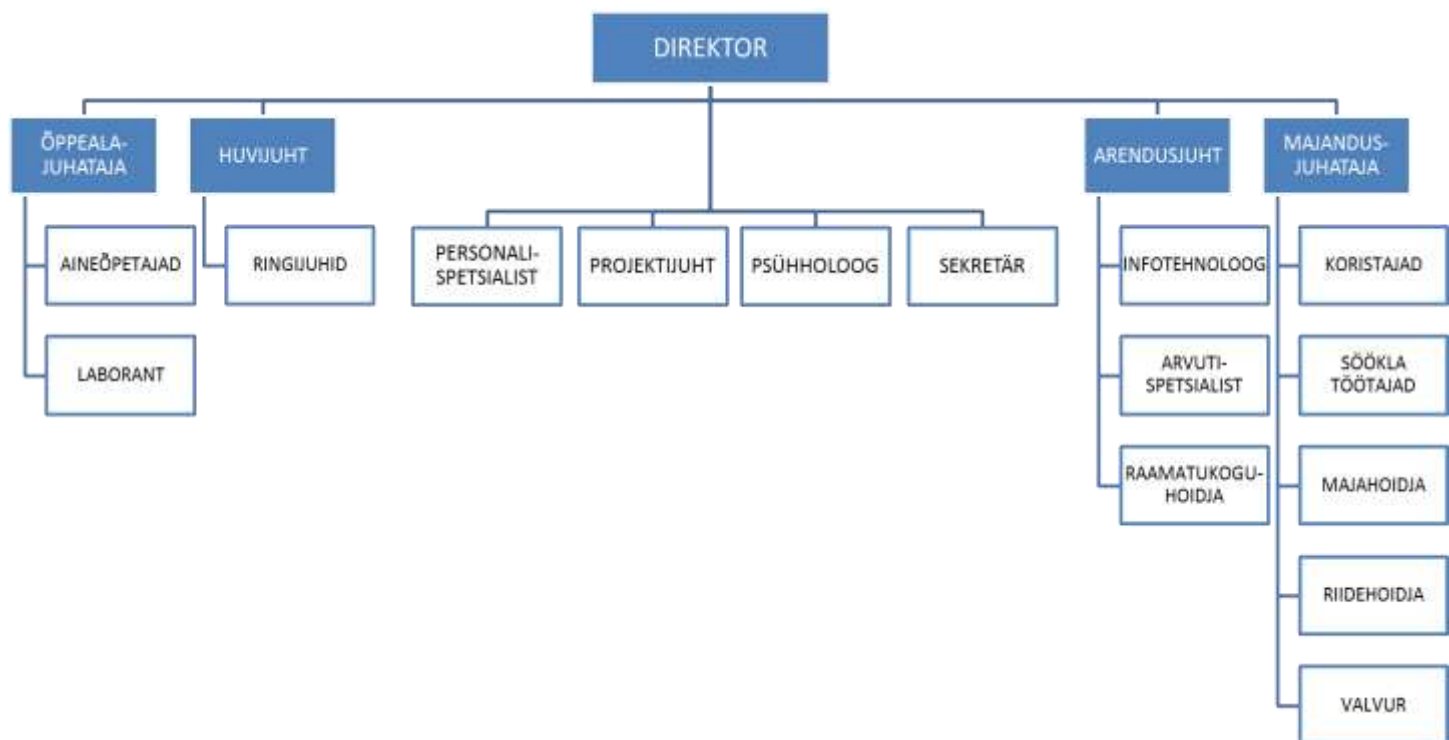 DIREKTOR
ÕPPEALA-
JUHATAJA
HUVIJUHT
ARENDUSJUHT
MAJANDUS-
JUHATAJA
AINEÕPETAJAD
RINGIJUHID
PERSONALI-
SPETSIALIST
PROJEKTIJUHT
PSÜHHOLOOG
SEKRETÄR
INFOTEHNOLOOG
KORISTAJAD
LABORANT
ARVUTI-
SPETSIALIST
SÖÖKLA
TÖÖTAJAD
RAAMATUKOGU-
HOIDJA
MAJAHOIDJA
RIIDEHOIDJA
VALVUR